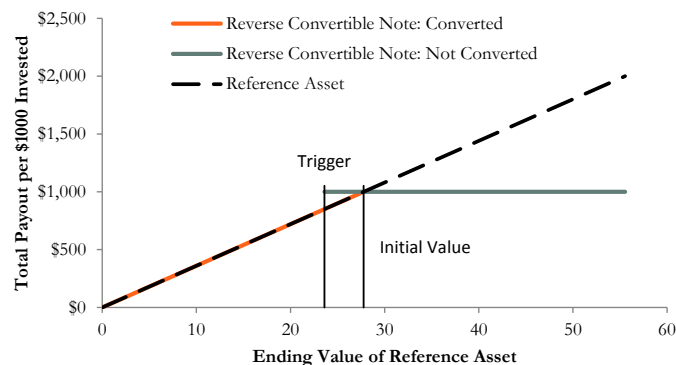 $2,500
$2,000
$1,500
$1,000
$500
$0
Total Payout per $1000 Invested
Reverse Convertible Note: Converted
Reverse Convertible Note: Not Converted
Reference Asset
Trigger
Initial Value
0 10 20 30 40 50 60
Ending Value of Reference Asset